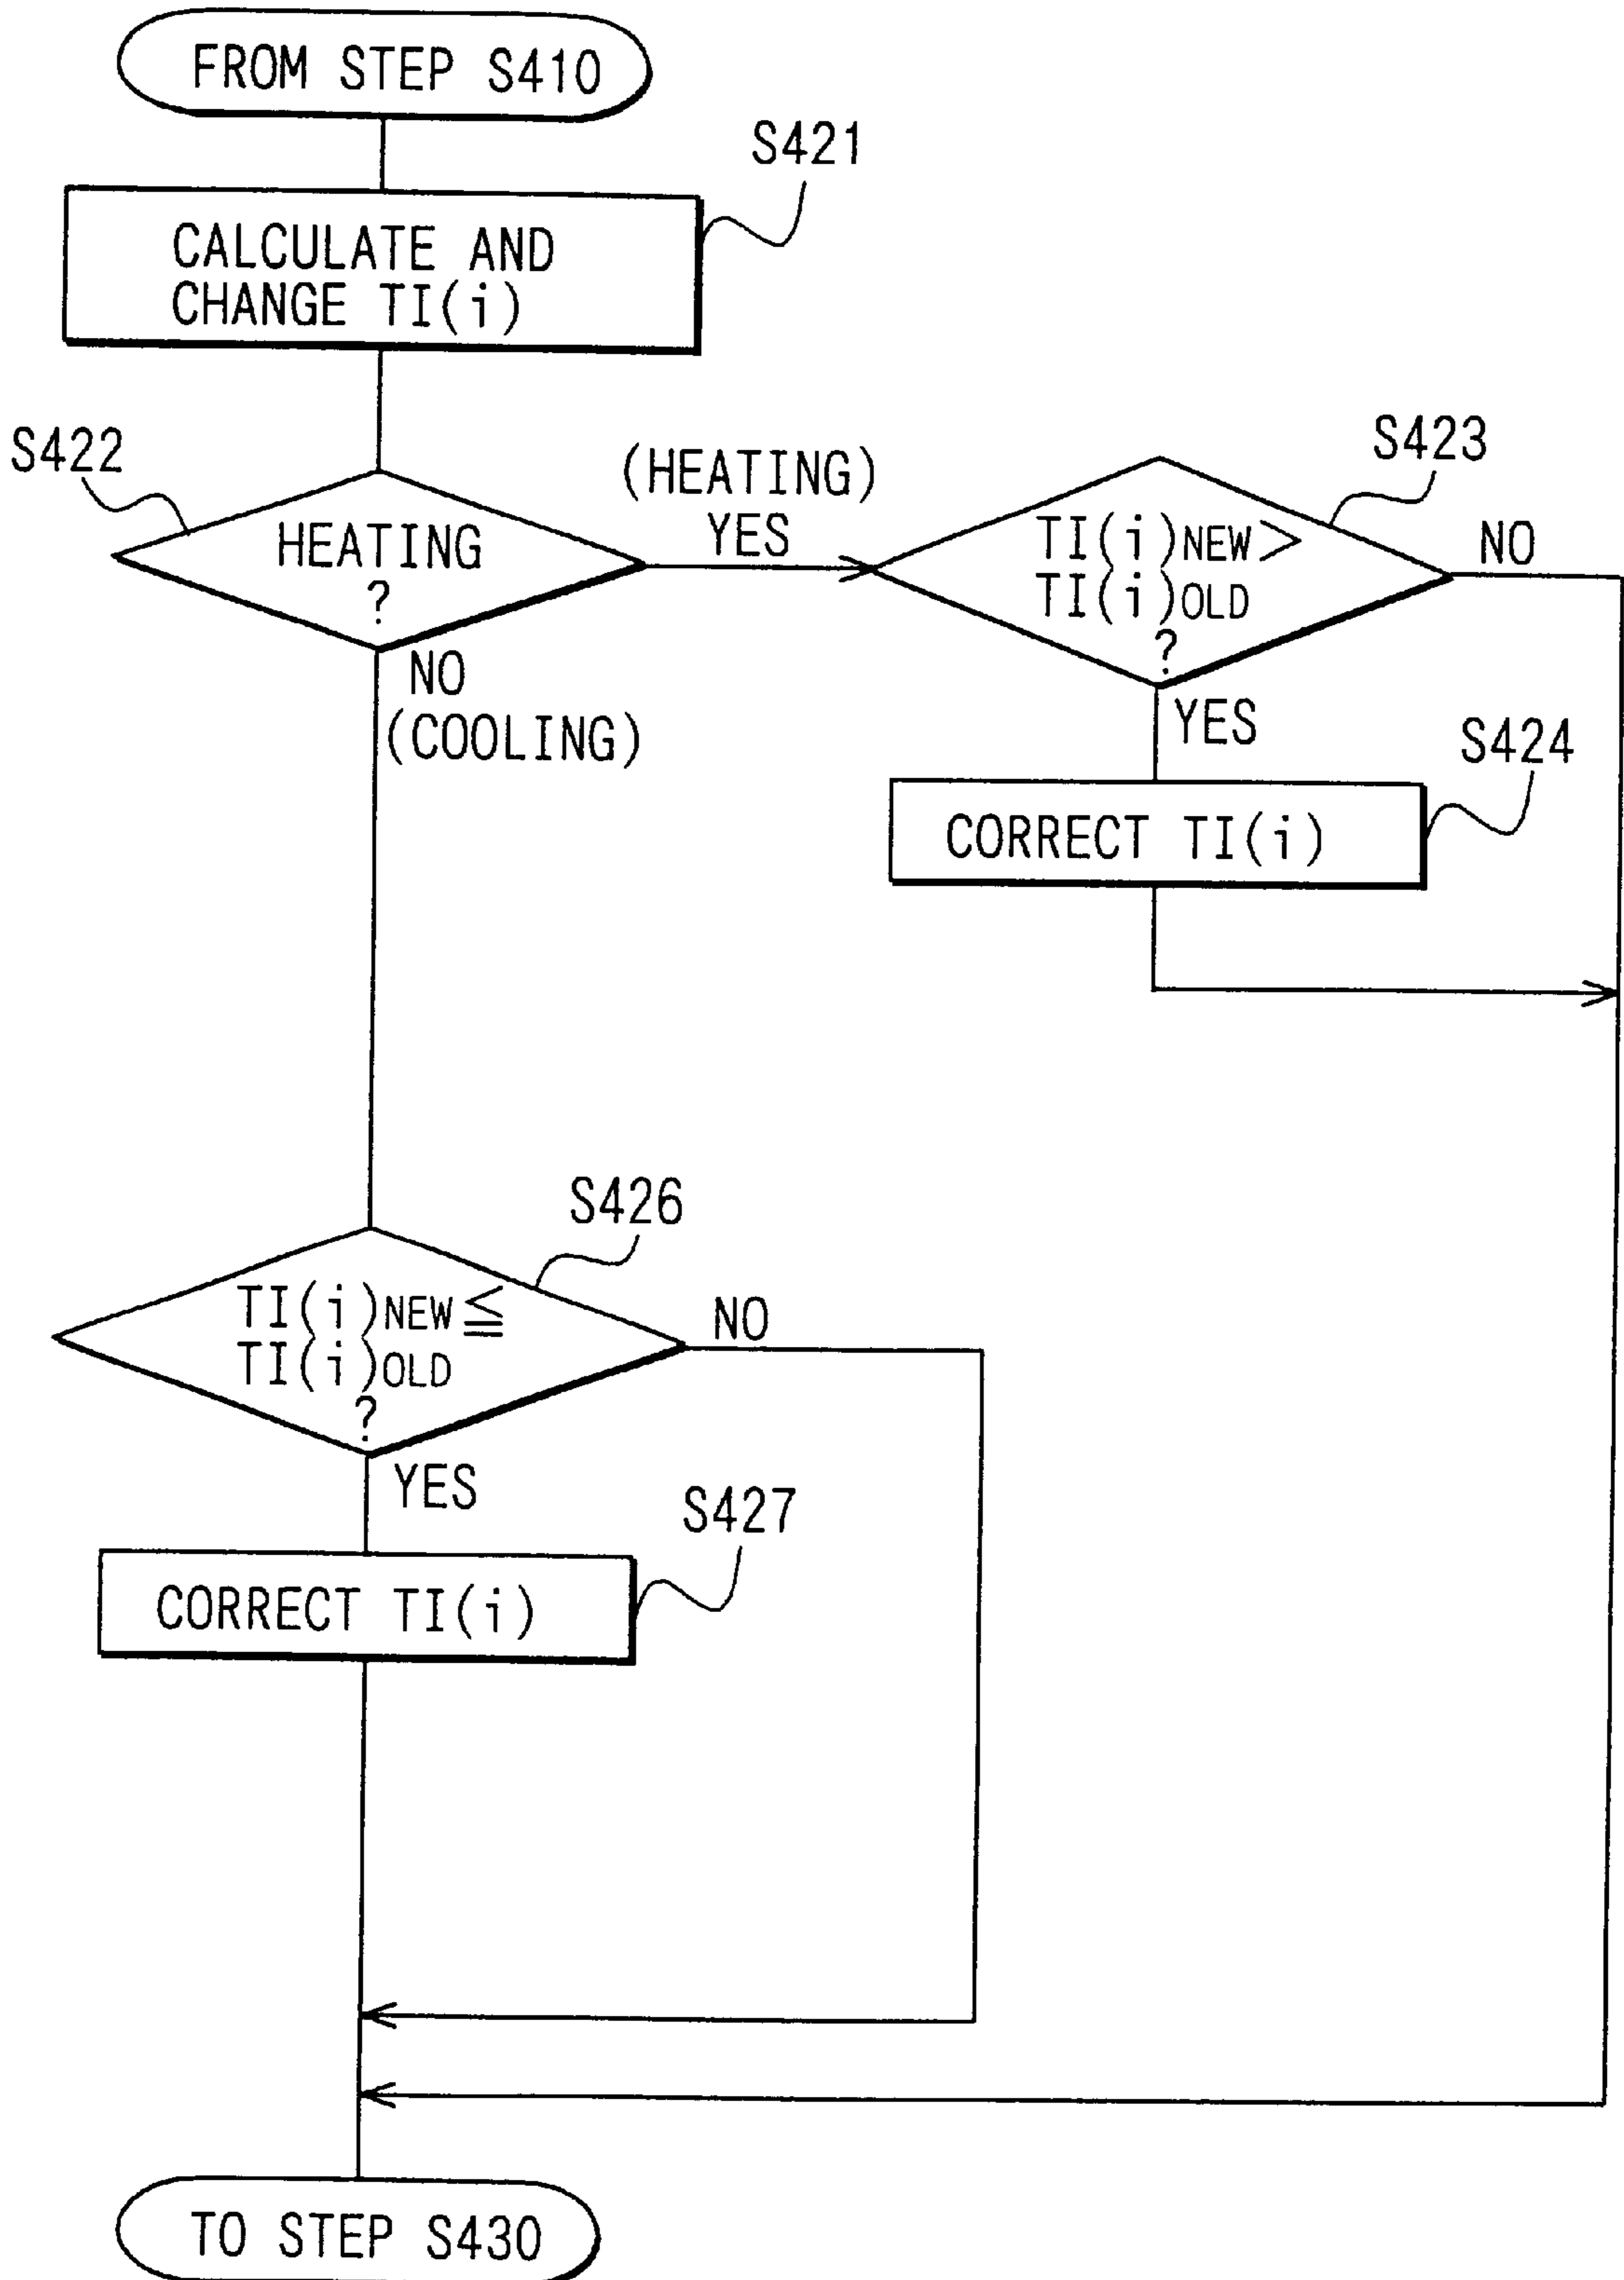 FROM STEP S410
S421
CALCULATE AND
CHANGE TI(i)
S422
HEATING
?
(HEATING)
YES
NO
(COOLING)
S423
TI(i)NEW>
TI(i)OLD
?
NO
YES
S424
CORRECT TI(i)
S426
TI(i)NEW≦
TI(i)OLD
?
NO
YES
S427
CORRECT TI(i)
TO STEP S430